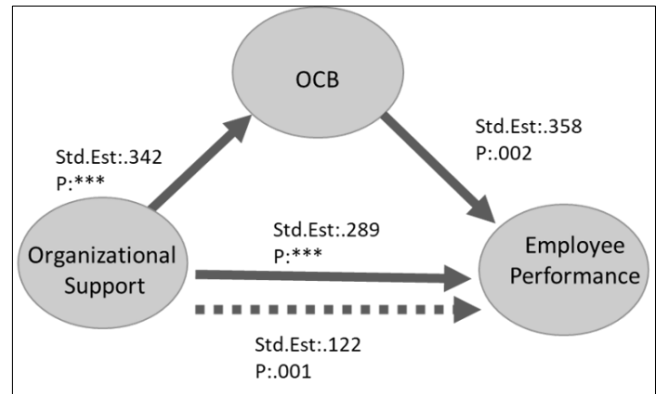 OCB
Std.Est:.358
P:.002
Std.Est:.342
P:***
Std.Est:.289
P:***
Organizational
Support
Employee
Performance
Std.Est:.122
P:.001